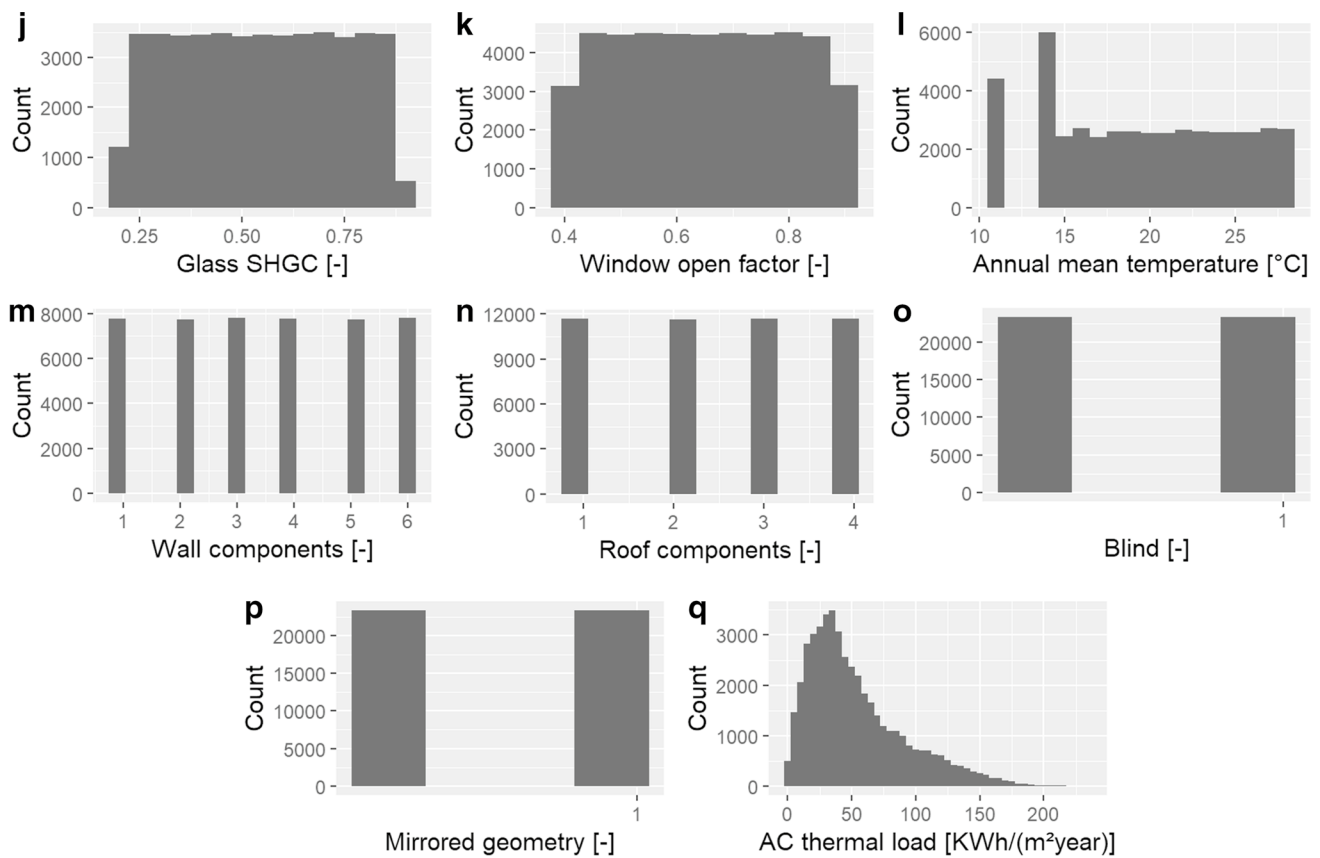 j
Count
3000
2000
1000
0
0.25 0.50 0.75
Glass SHGC [-]
k
Count
4000
3000
2000
1000
0
0.4 0.6 0.8
Window open factor [-]
l
Count
6000
4000
2000
0
10 15 20 25
Annual mean temperature [°C]
m
Count
8000
6000
4000
2000
0
1 2 3 4 5 6
Wall components [-]
n
Count
12000
9000
6000
3000
0
1 2 3 4
Roof components [-]
o
Count
20000
15000
10000
5000
0
1
Blind [-]
p
Count
20000
15000
10000
5000
0
1
Mirrored geometry [-]
q
Count
3000
2000
1000
0
0 50 100 150 200
AC thermal load [KWh/(m²year)]